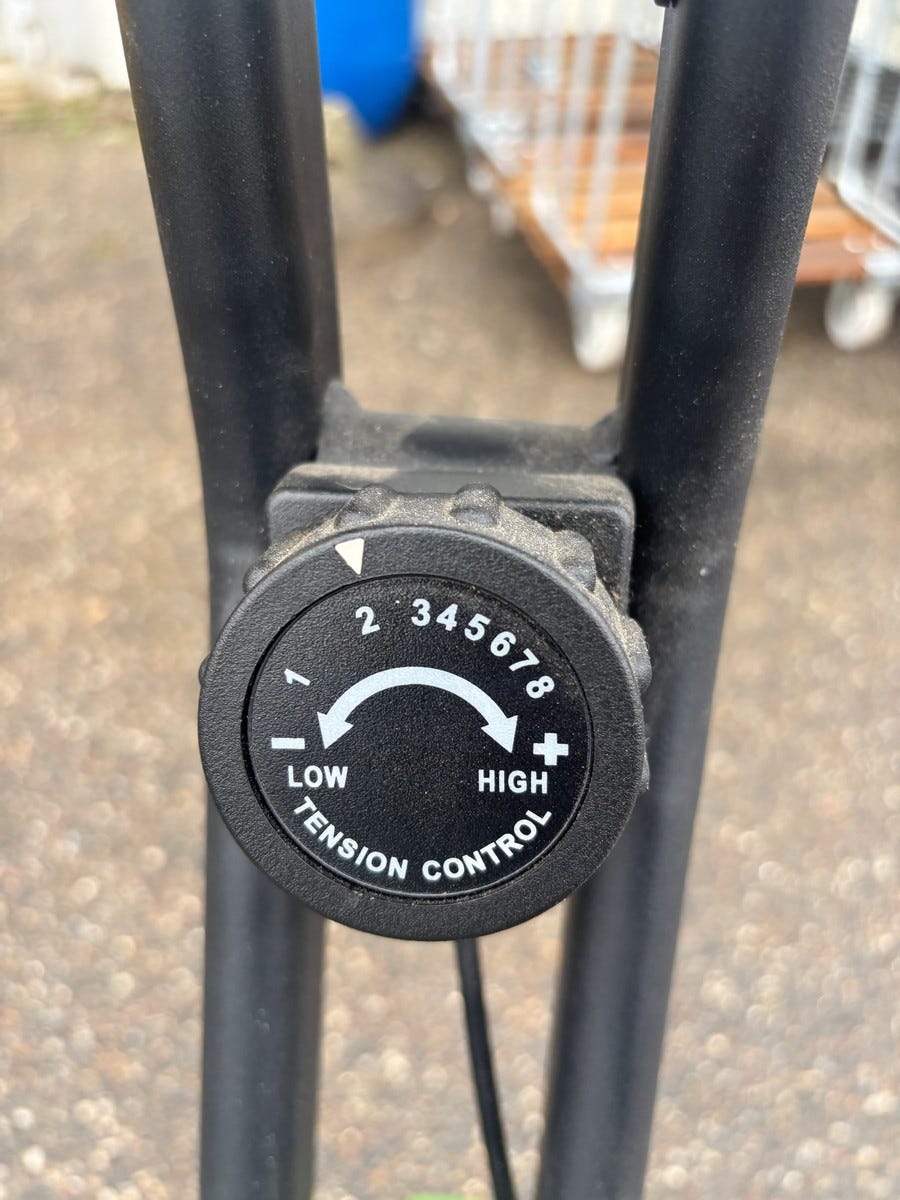 1 2 345678
− +
LOW HIGH
TENSION CONTROL